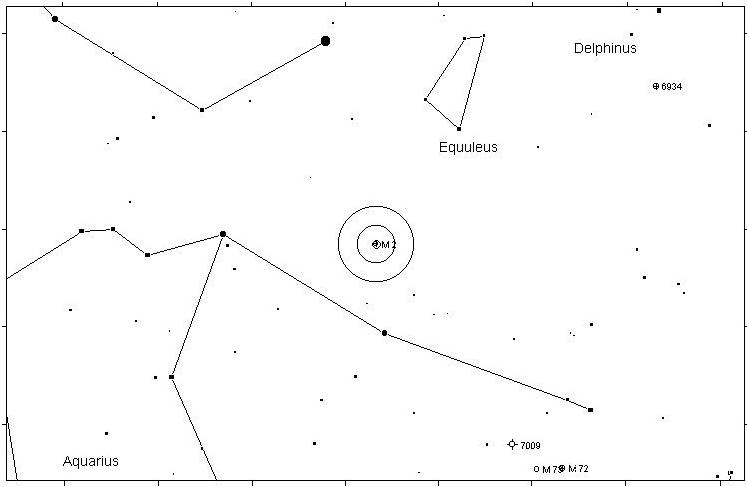 Delphinus
6934
Equuleus
M 2
7009
Aquarius
M 73
M 72